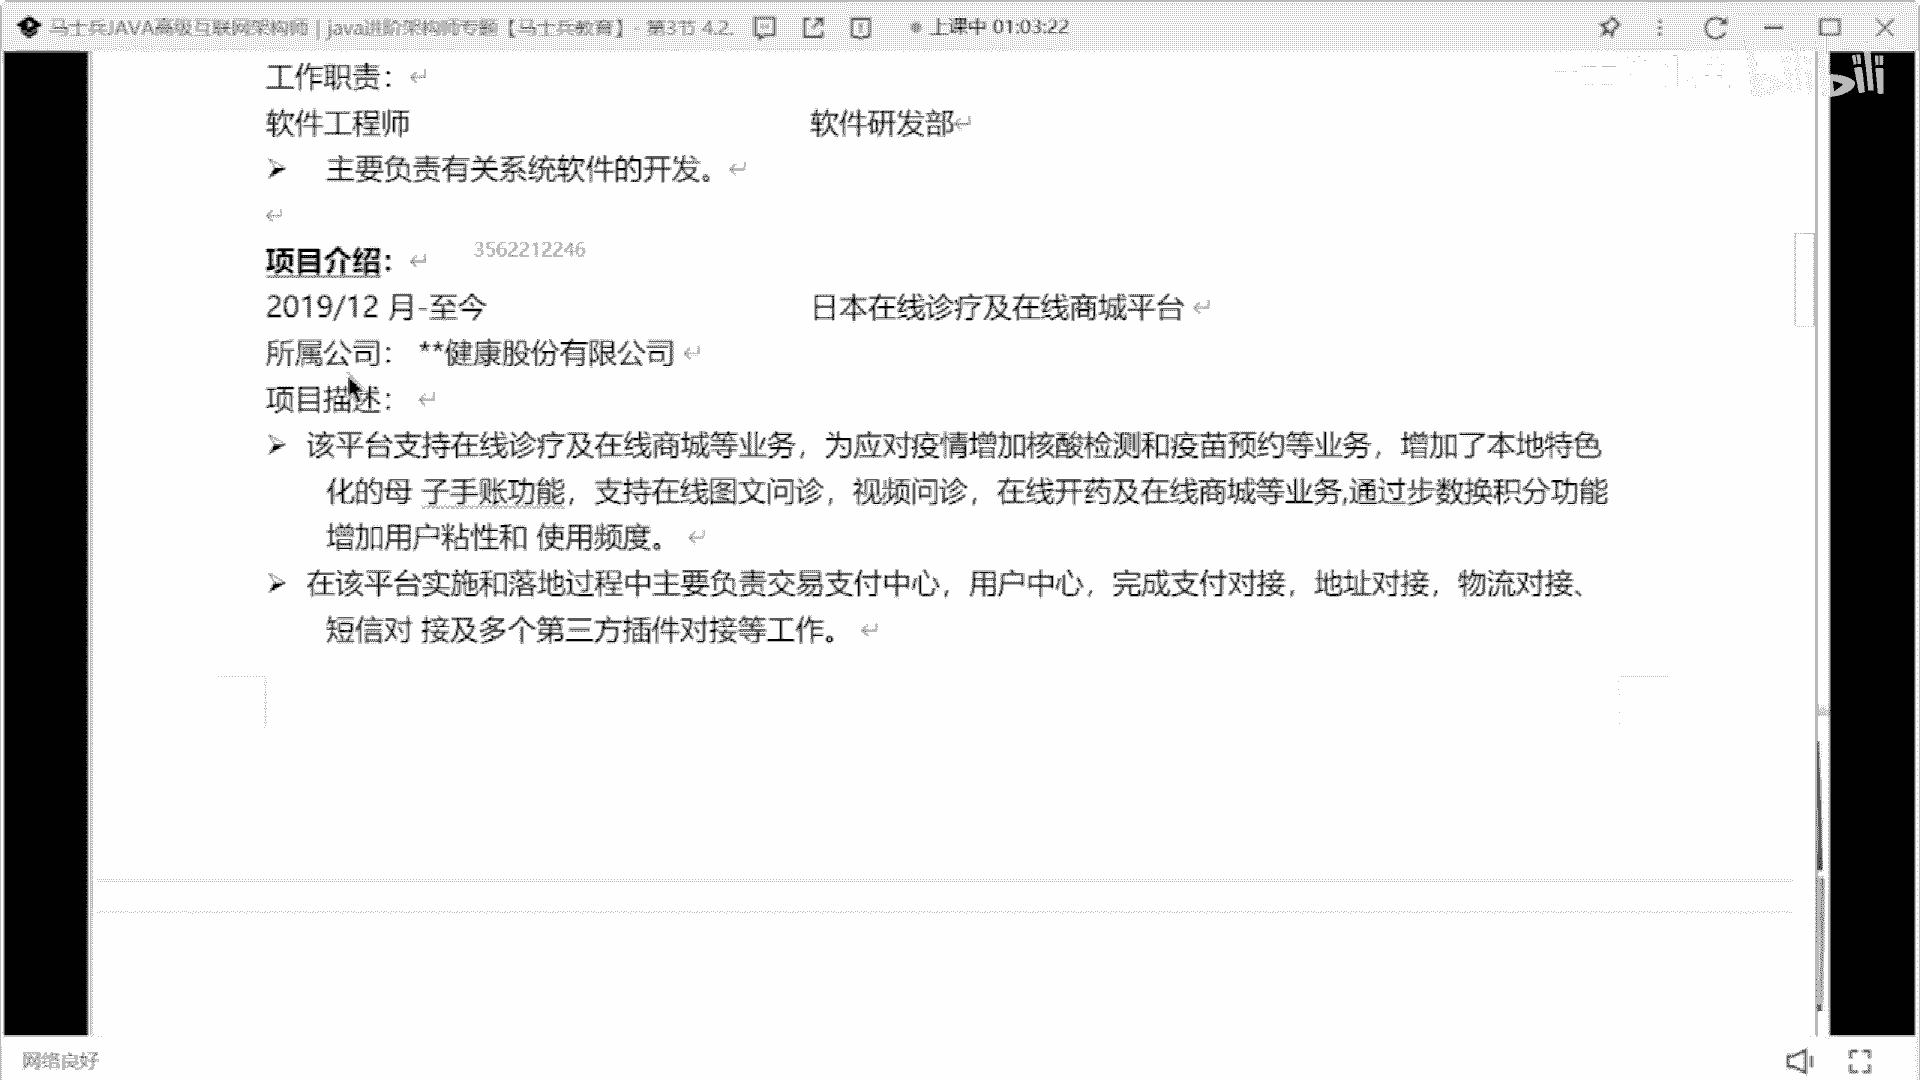 马士兵JAVA高级互联网架构师 | java进阶架构师专题【马士兵教育】- 第3节 4.2. 上课中 01:03:22
工作职责：
软件工程师 软件研发部
➢ 主要负责有关系统软件的开发。
项目介绍： 3562212246
2019/12 月-至今 日本在线诊疗及在线商城平台
所属公司： **健康股份有限公司
项目描述：
➢ 该平台支持在线诊疗及在线商城等业务，为应对疫情增加核酸检测和疫苗预约等业务，增加了本地特色
化的母 子手账功能，支持在线图文问诊，视频问诊，在线开药及在线商城等业务,通过步数换积分功能
增加用户粘性和 使用频度。
➢ 在该平台实施和落地过程中主要负责交易支付中心，用户中心，完成支付对接，地址对接，物流对接、
短信对 接及多个第三方插件对接等工作。
网络良好